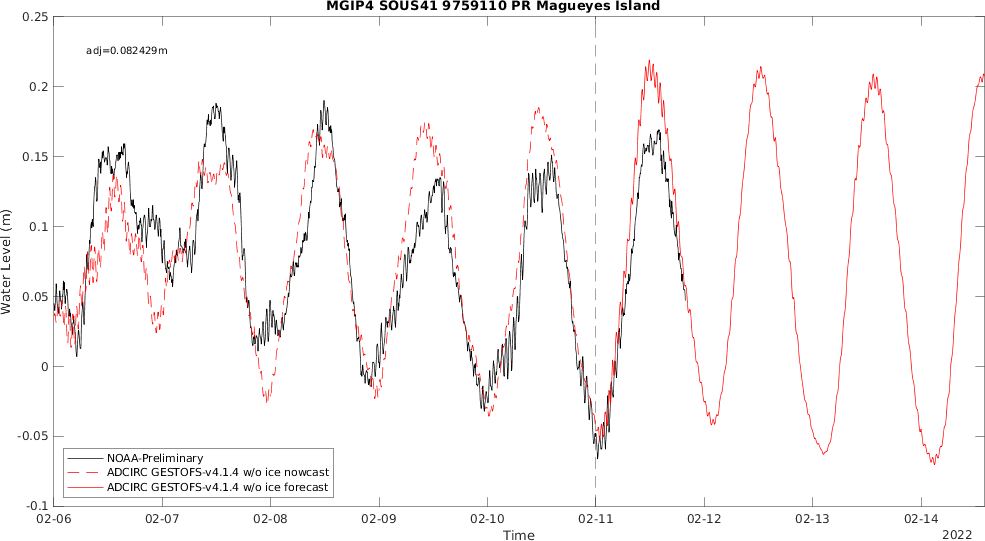 MGIP4 SOUS41 9759110 PR Magueyes Island
0.25
adj=0.082429m
0.2
0.15
0.1
0.05
0
-0.05
-0.1
Water Level (m)
NOAA-Preliminary
ADCIRC GESTOFS-v4.1.4 w/o ice nowcast
ADCIRC GESTOFS-v4.1.4 w/o ice forecast
02-06 02-07 02-08 02-09 02-10 02-11 02-12 02-13 02-14
Time
2022